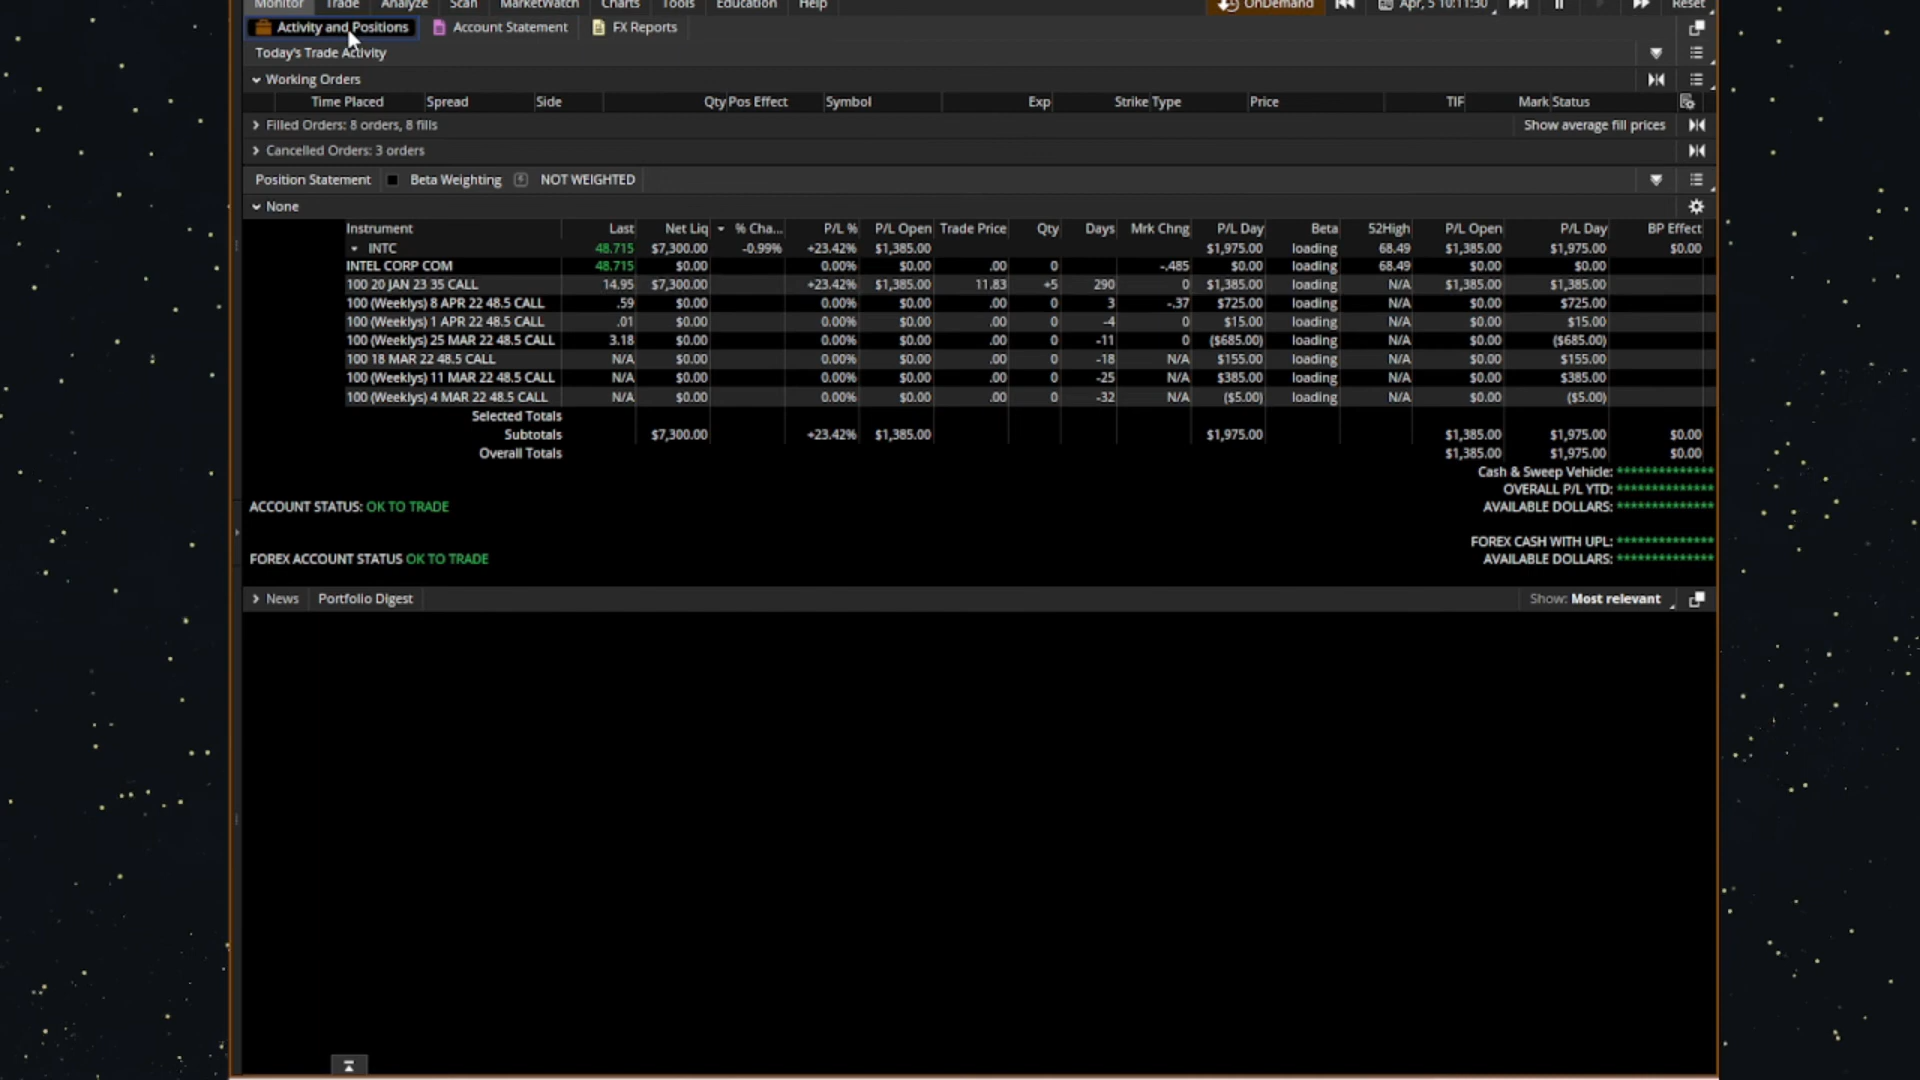 Monitor Trade Analyze Scan MarketWatch Charts Tools Education Help OnDemand Apr, 5 10:11:30 Reset
Activity and Positions Account Statement FX Reports
Today's Trade Activity
Working Orders
Time Placed Spread Side Qty Pos Effect Symbol Exp Strike Type Price TIF Mark Status
Filled Orders: 8 orders, 8 fills Show average fill prices
Cancelled Orders: 3 orders
Position Statement Beta Weighting NOT WEIGHTED
None
Instrument Last Net Liq % Cha... P/L % P/L Open Trade Price Qty Days Mrk Chng P/L Day Beta 52High P/L Open P/L Day BP Effect
INTC 48.715 $7,300.00 -0.99% +23.42% $1,385.00 $1,975.00 loading 68.49 $1,385.00 $1,975.00 $0.00
INTEL CORP COM 48.715 $0.00 0.00% $0.00 .00 0 -.485 $0.00 loading 68.49 $0.00 $0.00
100 20 JAN 23 35 CALL 14.95 $7,300.00 +23.42% $1,385.00 11.83 +5 290 0 $1,385.00 loading N/A $1,385.00 $1,385.00
100 (Weeklys) 8 APR 22 48.5 CALL .59 $0.00 0.00% $0.00 .00 0 3 -.37 $725.00 loading N/A $0.00 $725.00
100 (Weeklys) 1 APR 22 48.5 CALL .01 $0.00 0.00% $0.00 .00 0 -4 0 $15.00 loading N/A $0.00 $15.00
100 (Weeklys) 25 MAR 22 48.5 CALL 3.18 $0.00 0.00% $0.00 .00 0 -11 0 ($685.00) loading N/A $0.00 ($685.00)
100 18 MAR 22 48.5 CALL N/A $0.00 0.00% $0.00 .00 0 -18 N/A $155.00 loading N/A $0.00 $155.00
100 (Weeklys) 11 MAR 22 48.5 CALL N/A $0.00 0.00% $0.00 .00 0 -25 N/A $385.00 loading N/A $0.00 $385.00
100 (Weeklys) 4 MAR 22 48.5 CALL N/A $0.00 0.00% $0.00 .00 0 -32 N/A ($5.00) loading N/A $0.00 ($5.00)
Selected Totals
Subtotals $7,300.00 +23.42% $1,385.00 $1,975.00 $1,385.00 $1,975.00 $0.00
Overall Totals $1,385.00 $1,975.00 $0.00
Cash & Sweep Vehicle: **************
OVERALL P/L YTD: **************
ACCOUNT STATUS: OK TO TRADE AVAILABLE DOLLARS: **************
FOREX CASH WITH UPL: **************
FOREX ACCOUNT STATUS OK TO TRADE AVAILABLE DOLLARS: **************
News Portfolio Digest Show: Most relevant